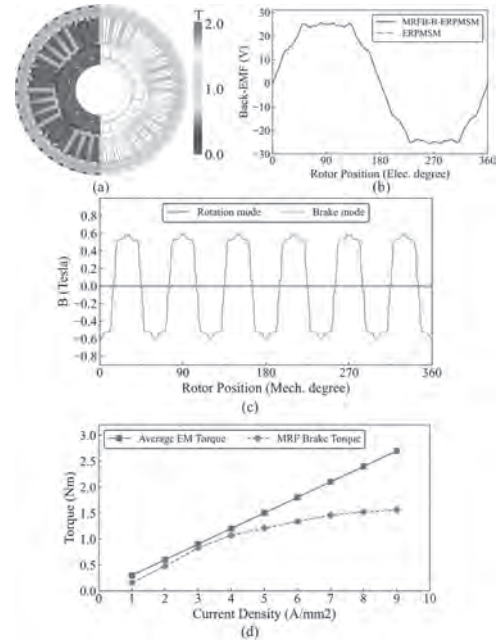 T
2.0
1.0
0.0
(a)
30
20
10
0
-10
-20
-30
Back-EMF (V)
MRFB-B-ERPMSM
ERPMSM
0 90 180 270 360
Rotor Position (Elec. degree)
(b)
Rotation mode Brake mode
0.8
0.6
0.4
0.2
0.0
-0.2
-0.4
-0.6
-0.8
B (Tesla)
0 90 180 270 360
Rotor Position (Mech. degree)
(c)
Average EM Torque MRF Brake Torque
3.0
2.5
2.0
1.5
1.0
0.5
0.0
Torque (Nm)
0 1 2 3 4 5 6 7 8 9 10
Current Density (A/mm2)
(d)